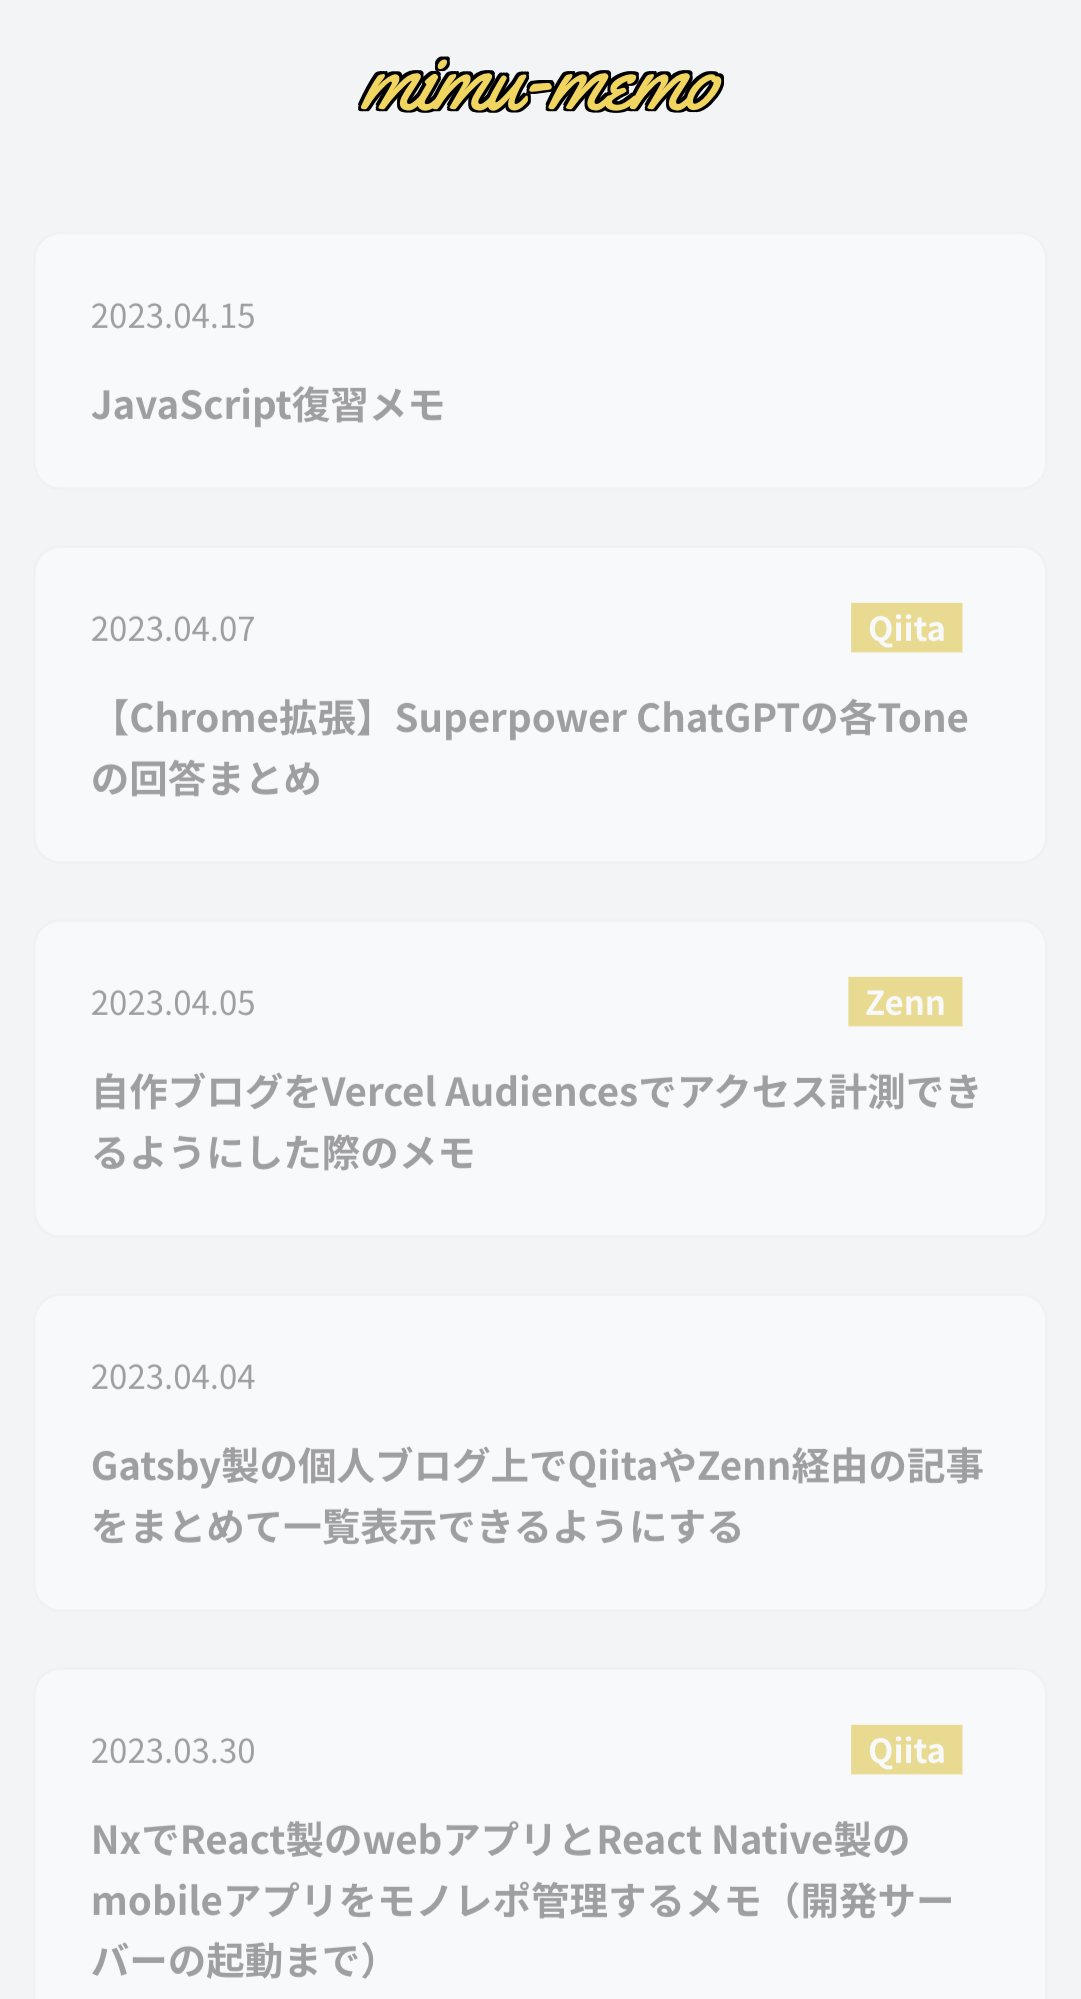 mimu-memo
2023.04.15
JavaScript復習メモ
2023.04.07
Qiita
【Chrome拡張】Superpower ChatGPTの各Tone
の回答まとめ
2023.04.05
Zenn
自作ブログをVercel Audiencesでアクセス計測でき
るようにした際のメモ
2023.04.04
Gatsby製の個人ブログ上でQiitaやZenn経由の記事
をまとめて一覧表示できるようにする
2023.03.30
Qiita
NxでReact製のwebアプリとReact Native製の
mobileアプリをモノレポ管理するメモ（開発サー
バーの起動まで）